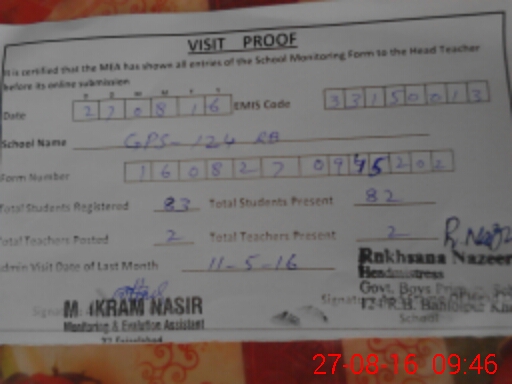 VISIT PROOF
It is certified that the MEA has shown all entries of the School Monitoring Form to the Head Teacher
before its online submission
D D M M Y Y
Date 2 7 0 8 1 6 EMIS Code 3 3 1 5 0 0 1 3
School Name GPS-124 RB
Form Number 1 6 0 8 2 7 0 9 4 5 2 0 2
Total Students Registered 83 Total Students Present 82
Total Teachers Posted 2 Total Teachers Present 2
Admin Visit Date of Last Month 11-5-16
Rukhsana Nazeer
Headmistress
Govt. Boys
124 R.B.
School
M. IKRAM NASIR
Monitoring & Evalution Assistant
Faisalabad
27-08-16 09:46